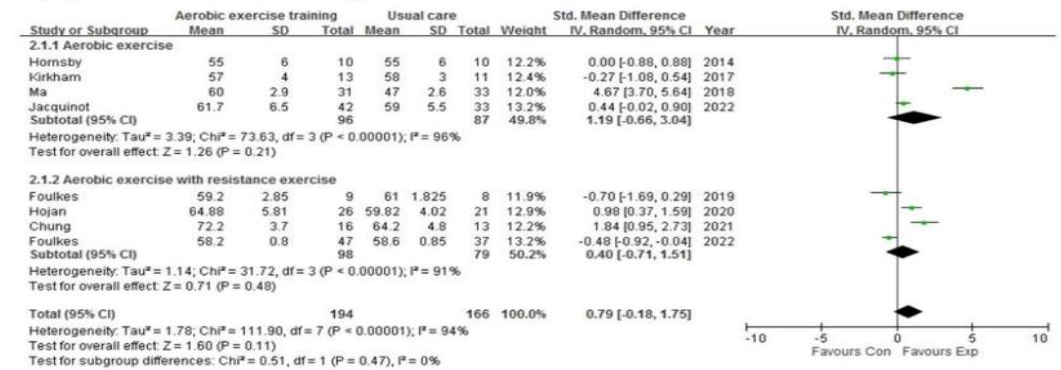 Aerobic exercise training Usual care Std. Mean Difference Std. Mean Difference
Study or Subgroup Mean SD Total Mean SD Total Weight IV, Random, 95% CI Year IV, Random, 95% CI
2.1.1 Aerobic exercise
Hornsby 55 6 10 55 6 10 12.2% 0.00 [-0.88, 0.88] 2014
Kirkham 57 4 13 58 3 11 12.4% -0.27 [-1.08, 0.54] 2017
Ma 60 2.9 31 47 2.6 33 12.0% 4.67 [3.70, 5.64] 2018
Jacquinot 61.7 6.5 42 59 5.5 33 13.2% 0.44 [-0.02, 0.90] 2022
Subtotal (95% CI) 96 87 49.8% 1.19 [-0.66, 3.04]
Heterogeneity: Tau² = 3.39; Chi² = 73.63, df = 3 (P < 0.00001); I² = 96%
Test for overall effect: Z = 1.26 (P = 0.21)
2.1.2 Aerobic exercise with resistance exercise
Foulkes 59.2 2.85 9 61 1.825 8 11.9% -0.70 [-1.69, 0.29] 2019
Hojan 64.88 5.81 26 59.82 4.02 21 12.9% 0.98 [0.37, 1.59] 2020
Chung 72.2 3.7 16 64.2 4.8 13 12.2% 1.84 [0.95, 2.73] 2021
Foulkes 58.2 0.8 47 58.6 0.85 37 13.2% -0.48 [-0.92, -0.04] 2022
Subtotal (95% CI) 98 79 50.2% 0.40 [-0.71, 1.51]
Heterogeneity: Tau² = 1.14; Chi² = 31.72, df = 3 (P < 0.00001); I² = 91%
Test for overall effect: Z = 0.71 (P = 0.48)
Total (95% CI) 194 166 100.0% 0.79 [-0.18, 1.75]
Heterogeneity: Tau² = 1.78; Chi² = 111.90, df = 7 (P < 0.00001); I² = 94%
Test for overall effect: Z = 1.60 (P = 0.11)
Test for subgroup differences: Chi² = 0.51, df = 1 (P = 0.47), I² = 0%
-10 -5 0 5 10
Favours Con Favours Exp